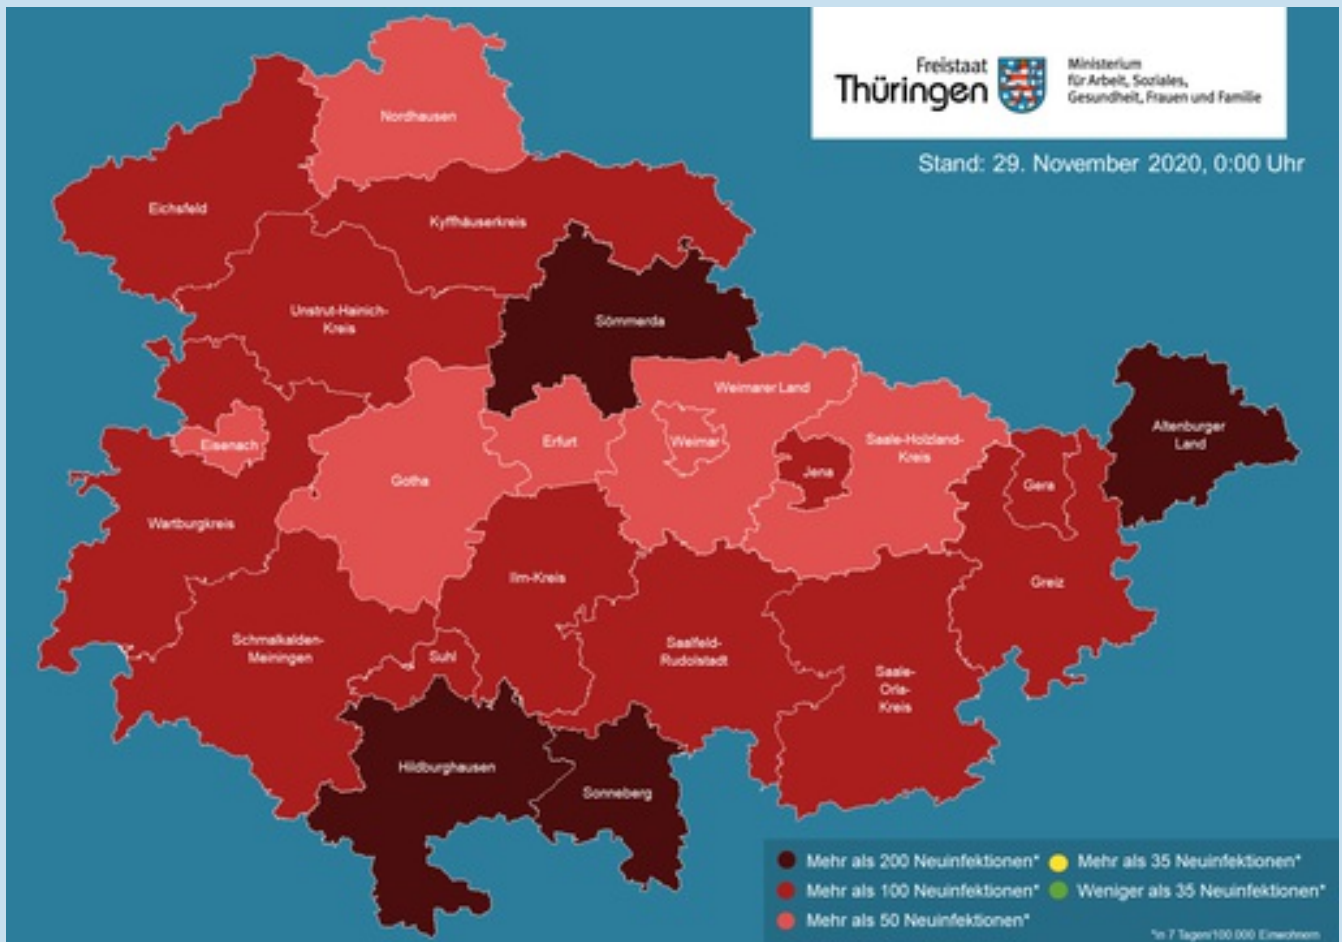 Freistaat
Thüringen
Ministerium
für Arbeit, Soziales,
Gesundheit, Frauen und Familie
Stand: 29. November 2020, 0:00 Uhr
Nordhausen
Eichsfeld
Kyffhäuserkreis
Unstrut-Hainich-
Kreis
Sömmerda
Weimarer Land
Eisenach
Erfurt
Weimar
Saale-Holzland-
Kreis
Altenburger
Land
Gotha
Jena
Gera
Wartburgkreis
Ilm-Kreis
Greiz
Schmalkalden-
Meiningen
Suhl
Saalfeld-
Rudolstadt
Saale-
Orla-
Kreis
Hildburghausen
Sonneberg
Mehr als 200 Neuinfektionen*
Mehr als 35 Neuinfektionen*
Mehr als 100 Neuinfektionen*
Weniger als 35 Neuinfektionen*
Mehr als 50 Neuinfektionen*
*in 7 Tagen/100.000 Einwohnern